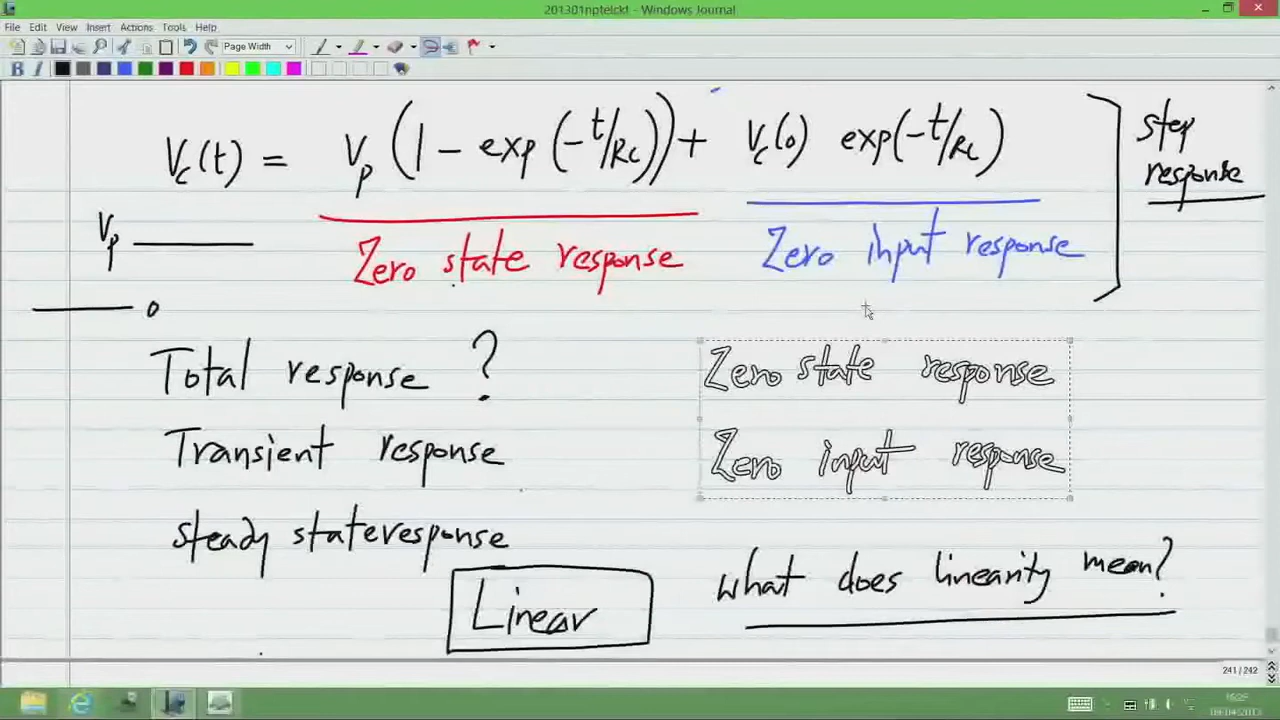 201301nptelckt - Windows Journal
File Edit View Insert Actions Tools Help
Page Width
Vc(t) = Vp (1 - exp(-t/RC)) + Vc(0) exp(-t/RC)
step
response
Vp
Zero state response
Zero input response
0
Total response ?
Zero state response
Transient response
Zero input response
steady state response
What does linearity mean?
Linear
241 / 242